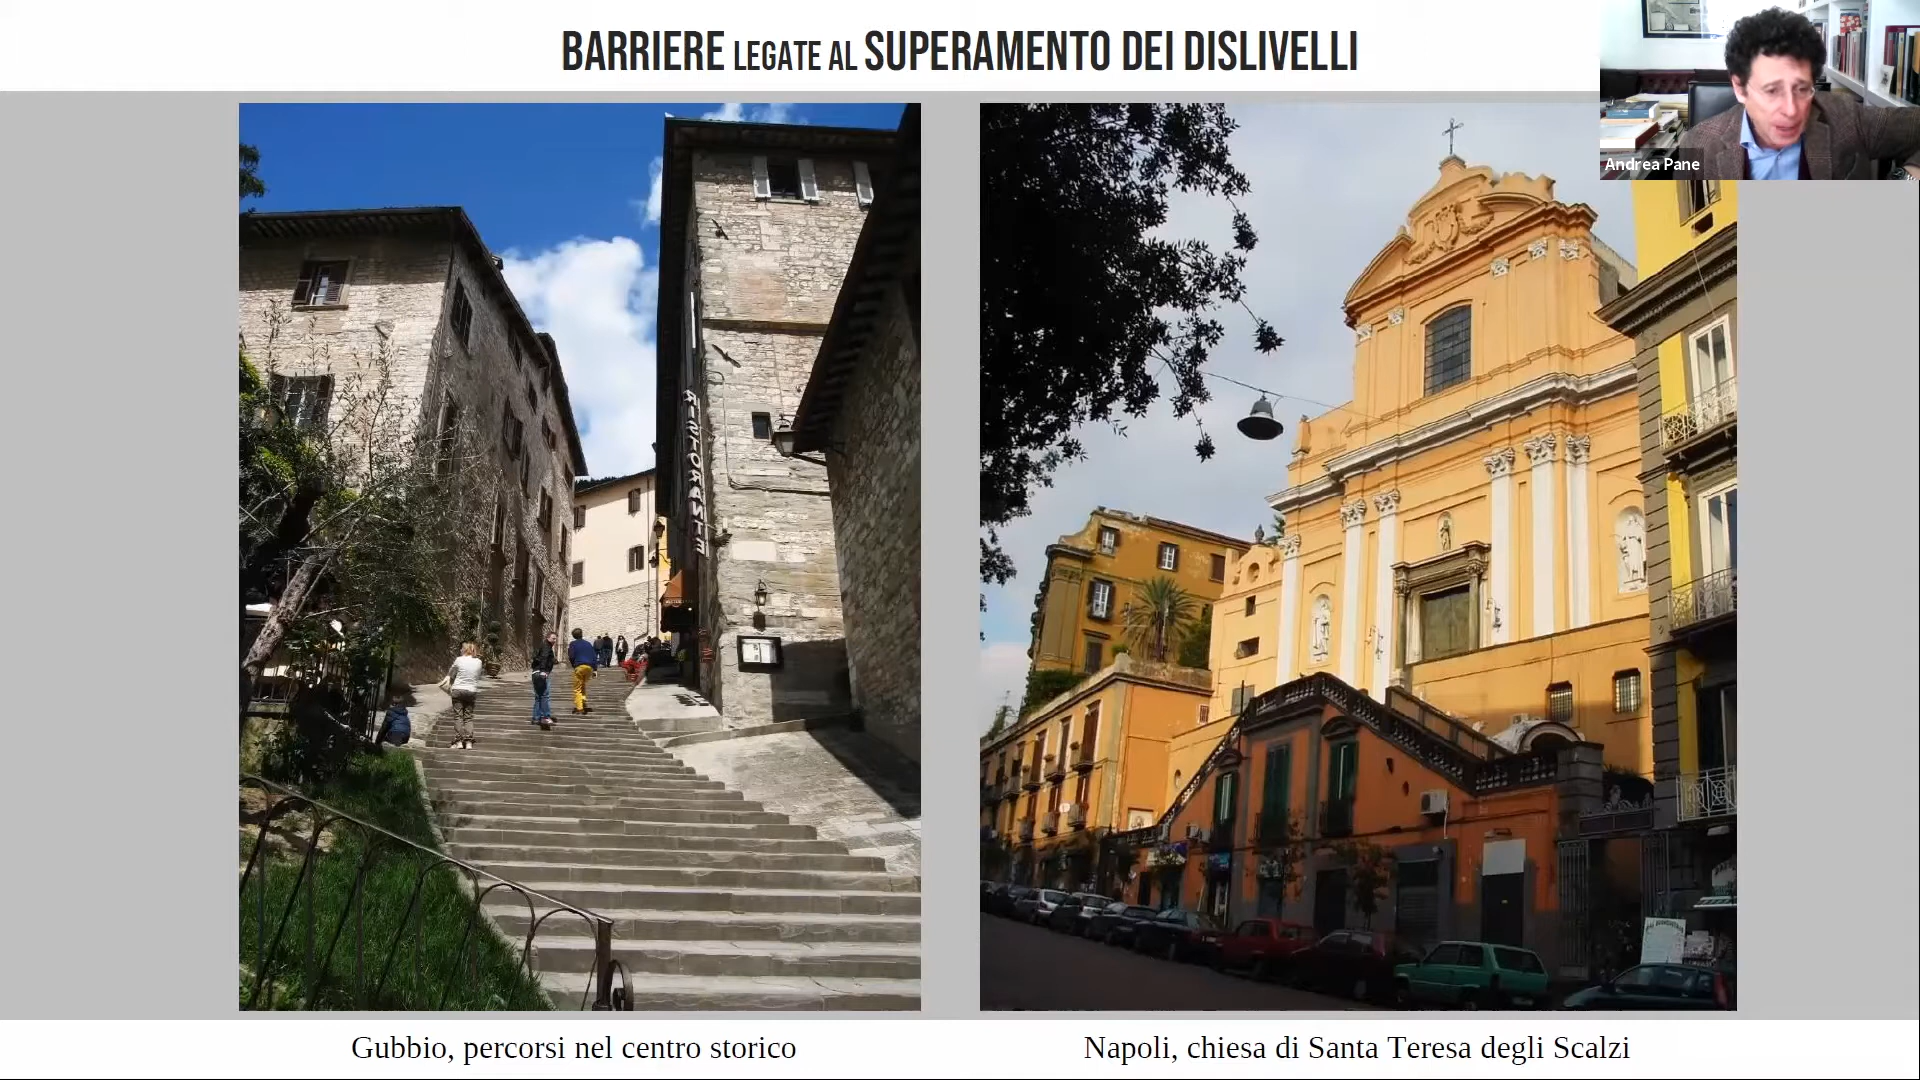 BARRIERE LEGATE AL SUPERAMENTO DEI DISLIVELLI
Andrea Pane
RISTORANTE
Gubbio, percorsi nel centro storico
Napoli, chiesa di Santa Teresa degli Scalzi